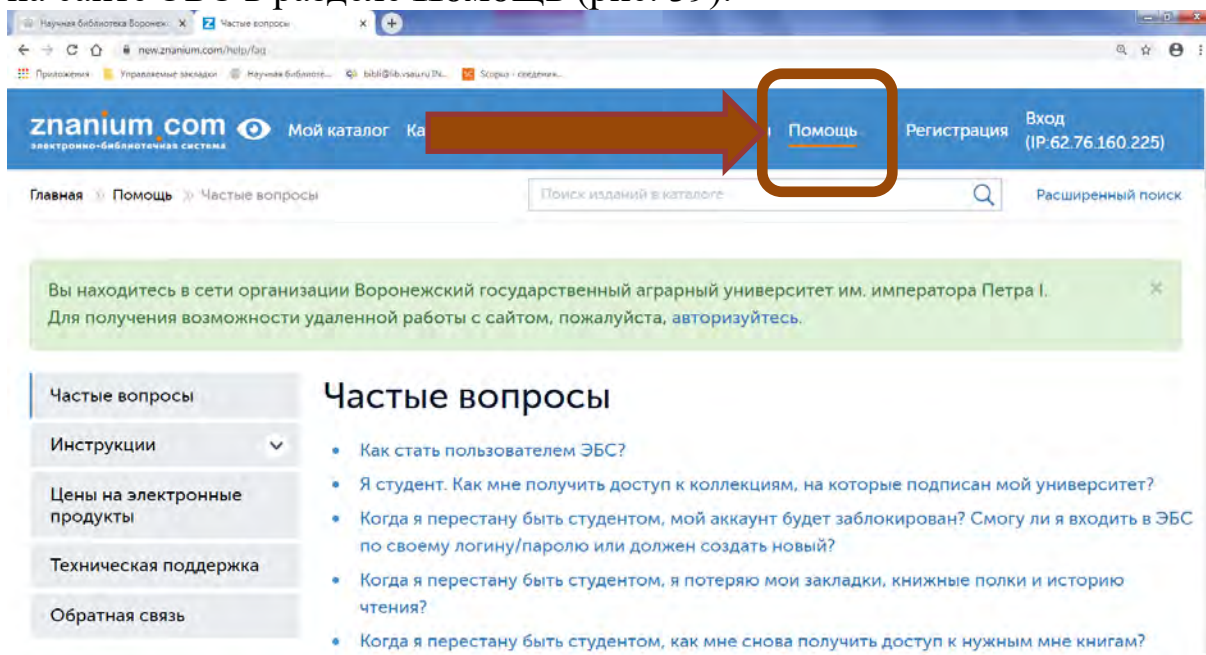 (рис. 39).
Научная библиотека Воронеж
Частые вопросы
new.znanium.com/help/faq
Приложения Управляемые закладки Научная библиоте... Scopus - сведения...
znanium.com Мой каталог Помощь Регистрация Вход
электронно-библиотечная система (IP:62.76.160.225)
Главная » Помощь » Частые вопросы Поиск изданий в каталоге Расширенный поиск
Вы находитесь в сети организации Воронежский государственный аграрный университет им. императора Петра I.
Для получения возможности удаленной работы с сайтом, пожалуйста, авторизуйтесь.
Частые вопросы
Инструкции
Цены на электронные
продукты
Техническая поддержка
Обратная связь
Частые вопросы
• Как стать пользователем ЭБС?
• Я студент. Как мне получить доступ к коллекциям, на которые подписан мой университет?
• Когда я перестану быть студентом, мой аккаунт будет заблокирован? Смогу ли я входить в ЭБС
по своему логину/паролю или должен создать новый?
• Когда я перестану быть студентом, я потеряю мои закладки, книжные полки и историю
чтения?
• Когда я перестану быть студентом, как мне снова получить доступ к нужным мне книгам?